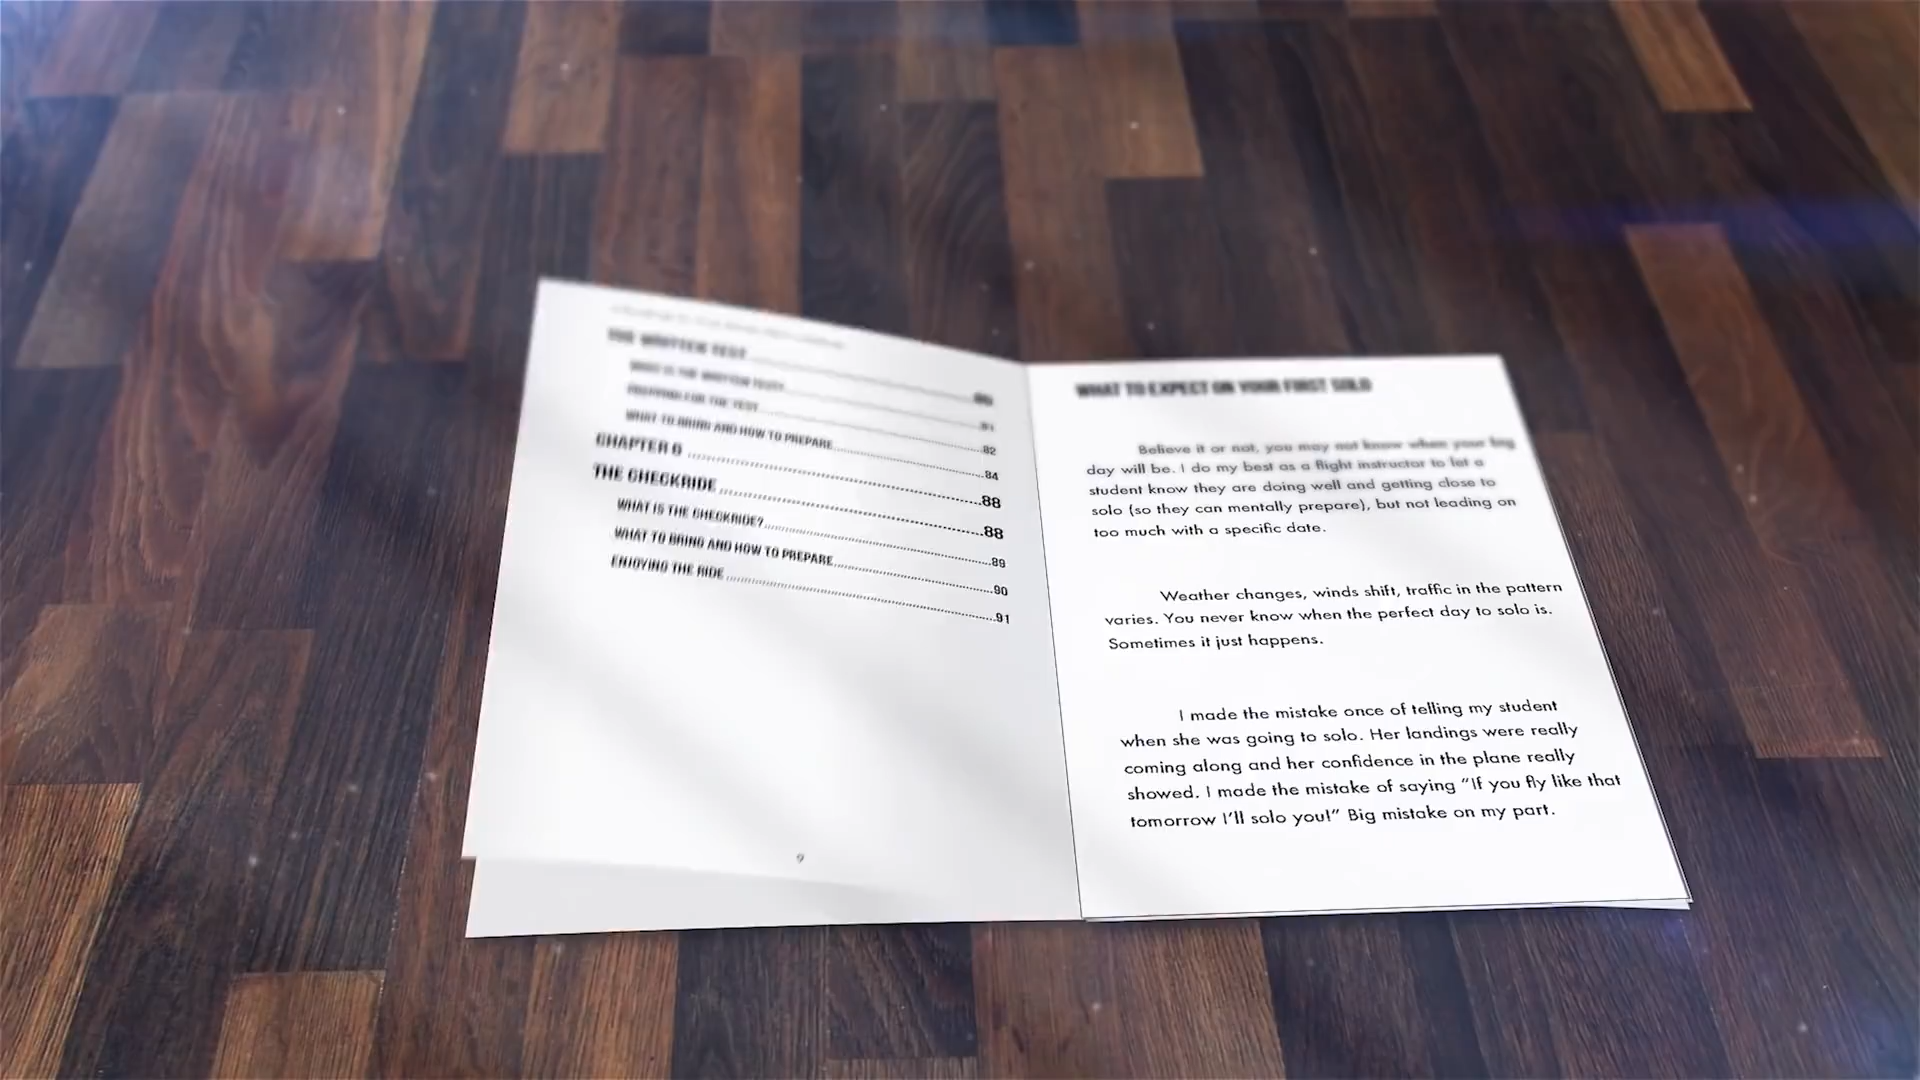 THE WRITTEN TEST....................80
WHAT IS THE WRITTEN TEST?....................81
PREPARING FOR THE TEST....................82
WHAT TO BRING AND HOW TO PREPARE....................84
CHAPTER 6 ....................88
THE CHECKRIDE....................88
WHAT IS THE CHECKRIDE?....................89
WHAT TO BRING AND HOW TO PREPARE....................90
ENJOYING THE RIDE....................91
9
WHAT TO EXPECT ON YOUR FIRST SOLO
Believe it or not, you may not know when your big
day will be. I do my best as a flight instructor to let a
student know they are doing well and getting close to
solo (so they can mentally prepare), but not leading on
too much with a specific date.
Weather changes, winds shift, traffic in the pattern
varies. You never know when the perfect day to solo is.
Sometimes it just happens.
I made the mistake once of telling my student
when she was going to solo. Her landings were really
coming along and her confidence in the plane really
showed. I made the mistake of saying “If you fly like that
tomorrow I’ll solo you!” Big mistake on my part.